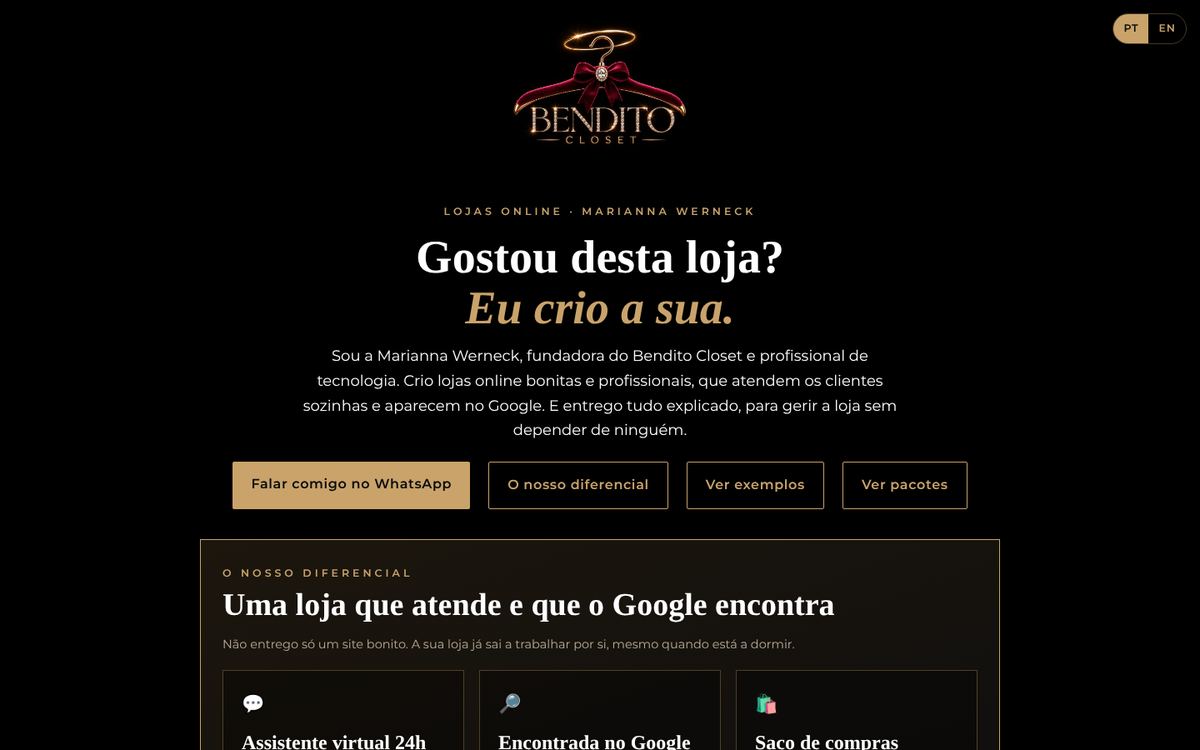 PT EN
BENDITO
CLOSET
LOJAS ONLINE · MARIANNA WERNECK
Gostou desta loja?
Eu crio a sua.
Sou a Marianna Werneck, fundadora do Bendito Closet e profissional de
tecnologia. Crio lojas online bonitas e profissionais, que atendem os clientes
sozinhas e aparecem no Google. E entrego tudo explicado, para gerir a loja sem
depender de ninguém.
Falar comigo no WhatsApp O nosso diferencial Ver exemplos Ver pacotes
O NOSSO DIFERENCIAL
Uma loja que atende e que o Google encontra
Não entrego só um site bonito. A sua loja já sai a trabalhar por si, mesmo quando está a dormir.
Assistente virtual 24h Encontrada no Google Saco de compras